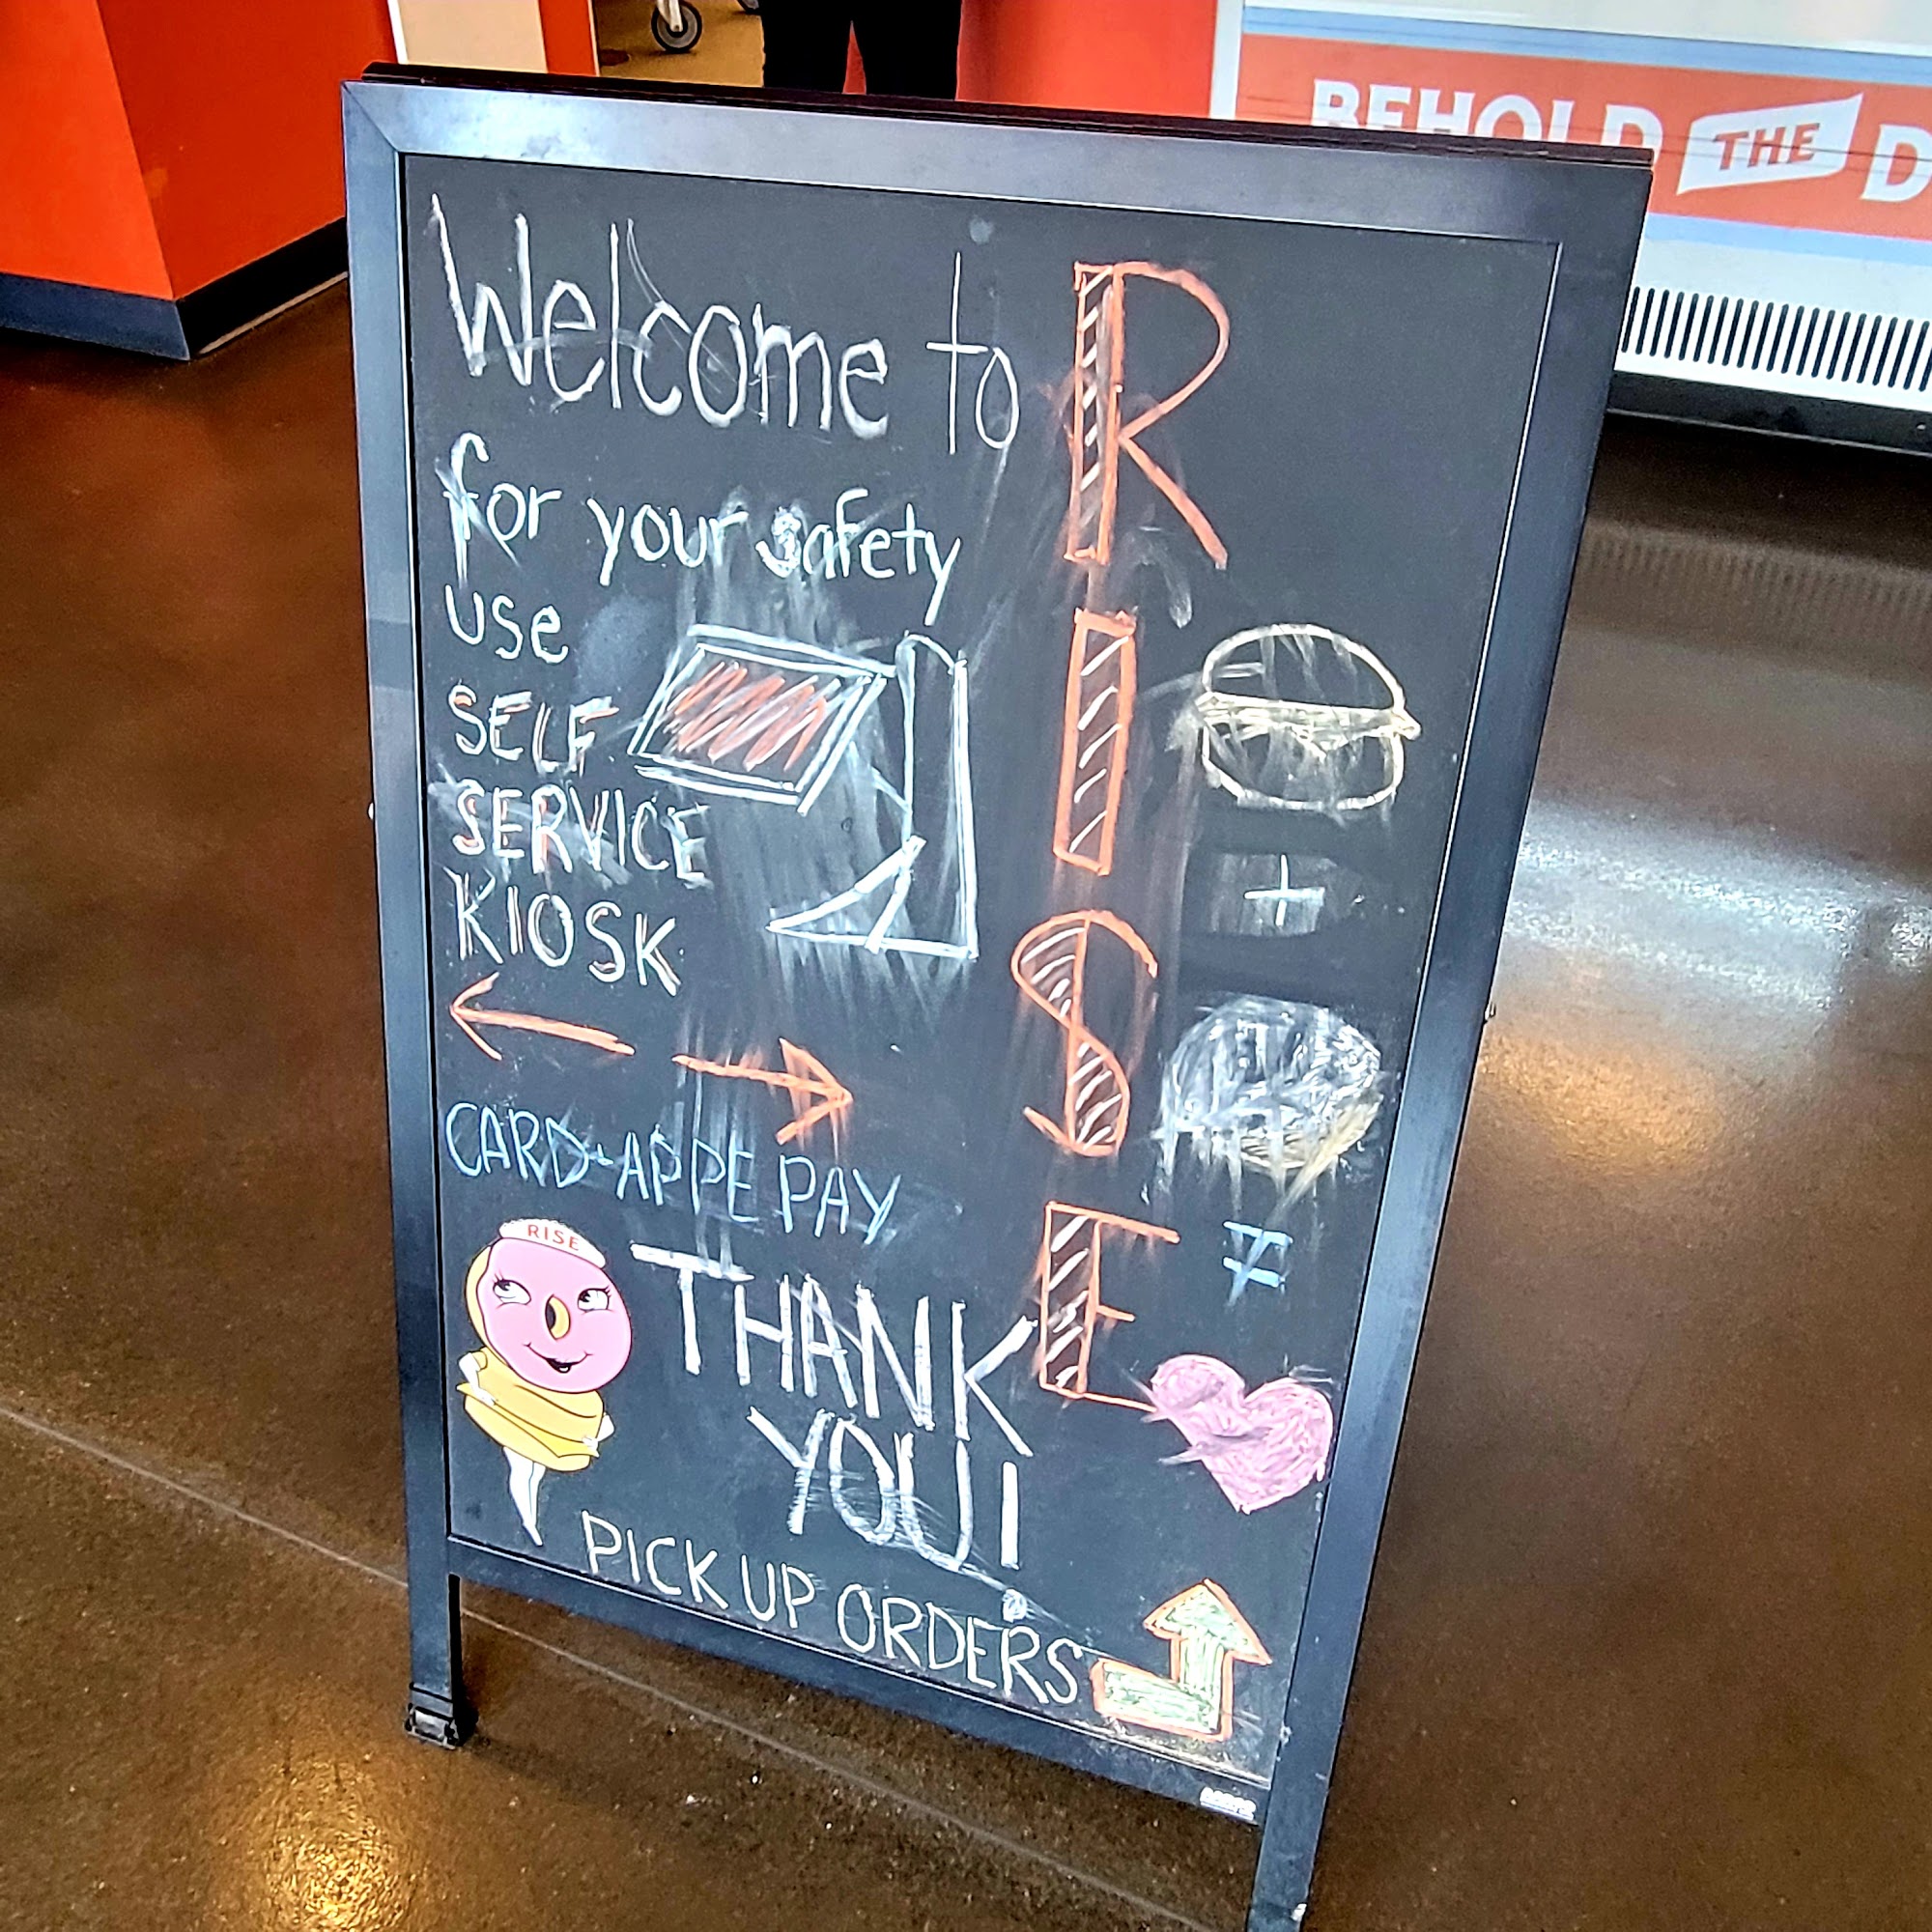 BEHOLD THE D
Welcome to RISE
for your safety
use
SELF
SERVICE
KIOSK
CARD+APPE PAY
RISE
THANK
YOU!
PICK UP ORDERS
+
=